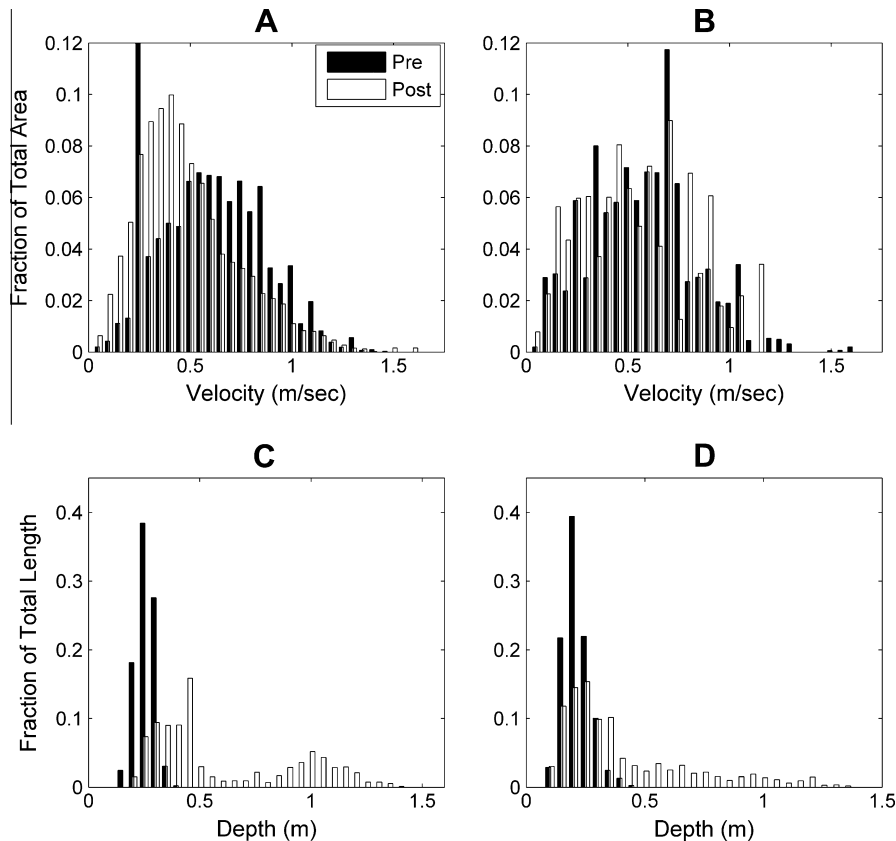 A
B
0.12
0.1
0.08
0.06
0.04
0.02
0
Fraction of Total Area
Pre
Post
0 0.5 1 1.5
Velocity (m/sec)
0.12
0.1
0.08
0.06
0.04
0.02
0
0 0.5 1 1.5
Velocity (m/sec)
C
D
0.4
0.3
0.2
0.1
0
Fraction of Total Length
0 0.5 1 1.5
Depth (m)
0.4
0.3
0.2
0.1
0
0 0.5 1 1.5
Depth (m)